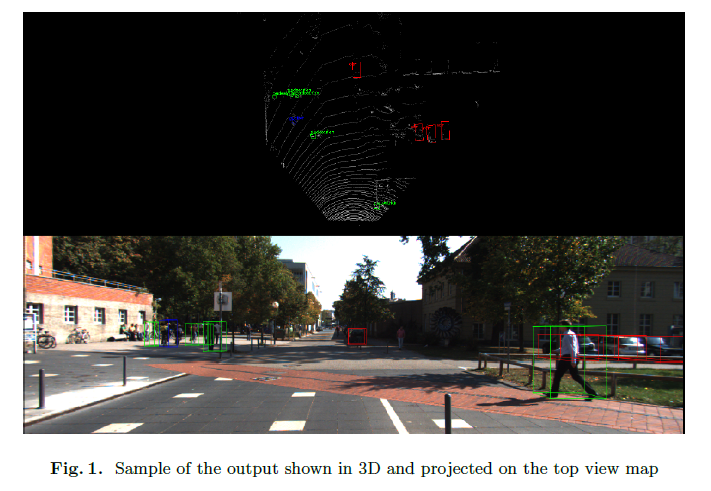 Fig. 1. Sample of the output shown in 3D and projected on the top view map